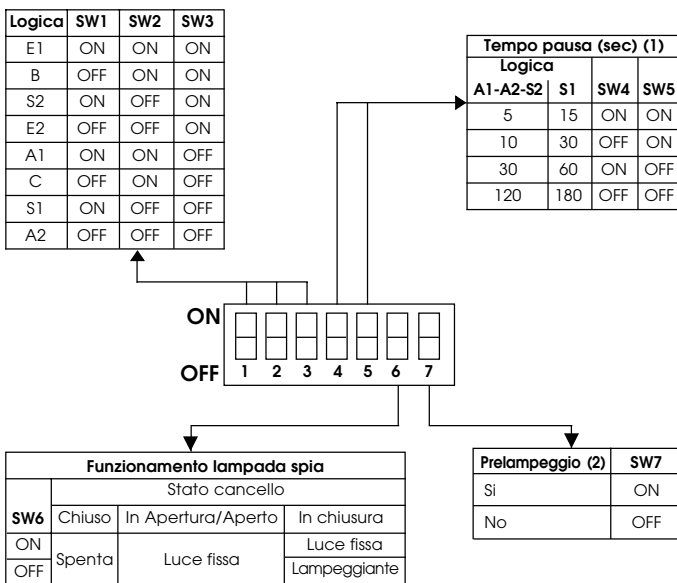 Logica SW1 SW2 SW3
E1 ON ON ON
B OFF ON ON
S2 ON OFF ON
E2 OFF OFF ON
A1 ON ON OFF
C OFF ON OFF
S1 ON OFF OFF
A2 OFF OFF OFF
Tempo pausa (sec) (1)
Logica
A1-A2-S2 S1 SW4 SW5
5 15 ON ON
10 30 OFF ON
30 60 ON OFF
120 180 OFF OFF
ON
OFF 1 2 3 4 5 6 7
Funzionamento lampada spia
Stato cancello
SW6 Chiuso In Apertura/Aperto In chiusura
ON Spenta Luce fissa Luce fissa
OFF Lampeggiante
Prelampeggio (2) SW7
Si ON
No OFF